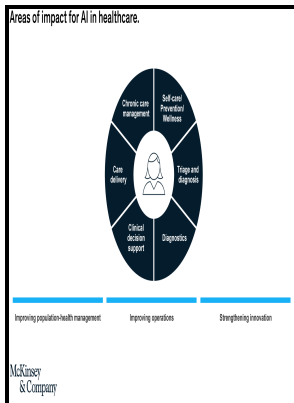 Areas of impact for AI in healthcare.
Chronic care
management
Self-care/
Prevention/
Wellness
Care
delivery
Triage and
diagnosis
Clinical
decision
support
Diagnostics
Improving population-health management
Improving operations
Strengthening innovation
McKinsey
& Company